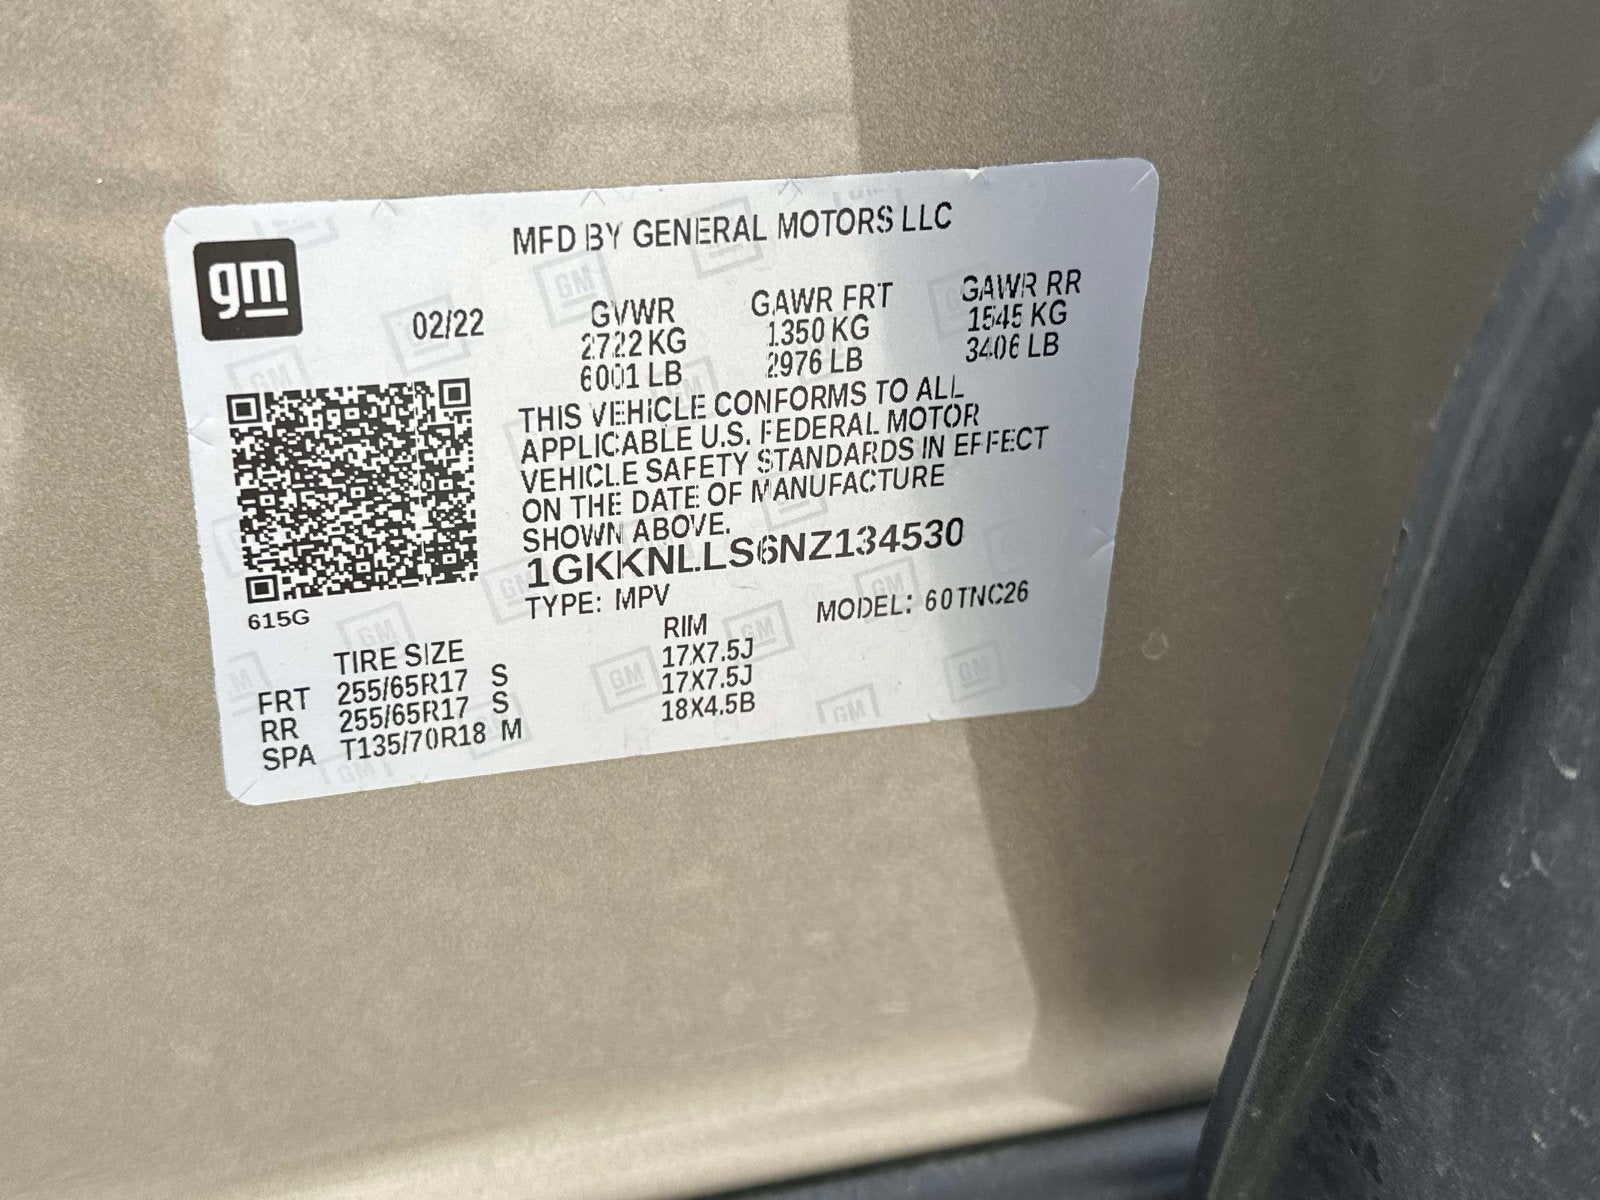 gm
MFD BY GENERAL MOTORS LLC
02/22
GVWR
2722 KG
6001 LB
GAWR FRT
1350 KG
2976 LB
GAWR RR
1545 KG
3406 LB
THIS VEHICLE CONFORMS TO ALL
APPLICABLE U.S. FEDERAL MOTOR
VEHICLE SAFETY STANDARDS IN EFFECT
ON THE DATE OF MANUFACTURE
SHOWN ABOVE.
1GKKNLLS6NZ134530
TYPE: MPV
MODEL: 60TNC26
615G
TIRE SIZE RIM
FRT 255/65R17 S 17X7.5J
RR 255/65R17 S 17X7.5J
SPA T135/70R18 M 18X4.5B